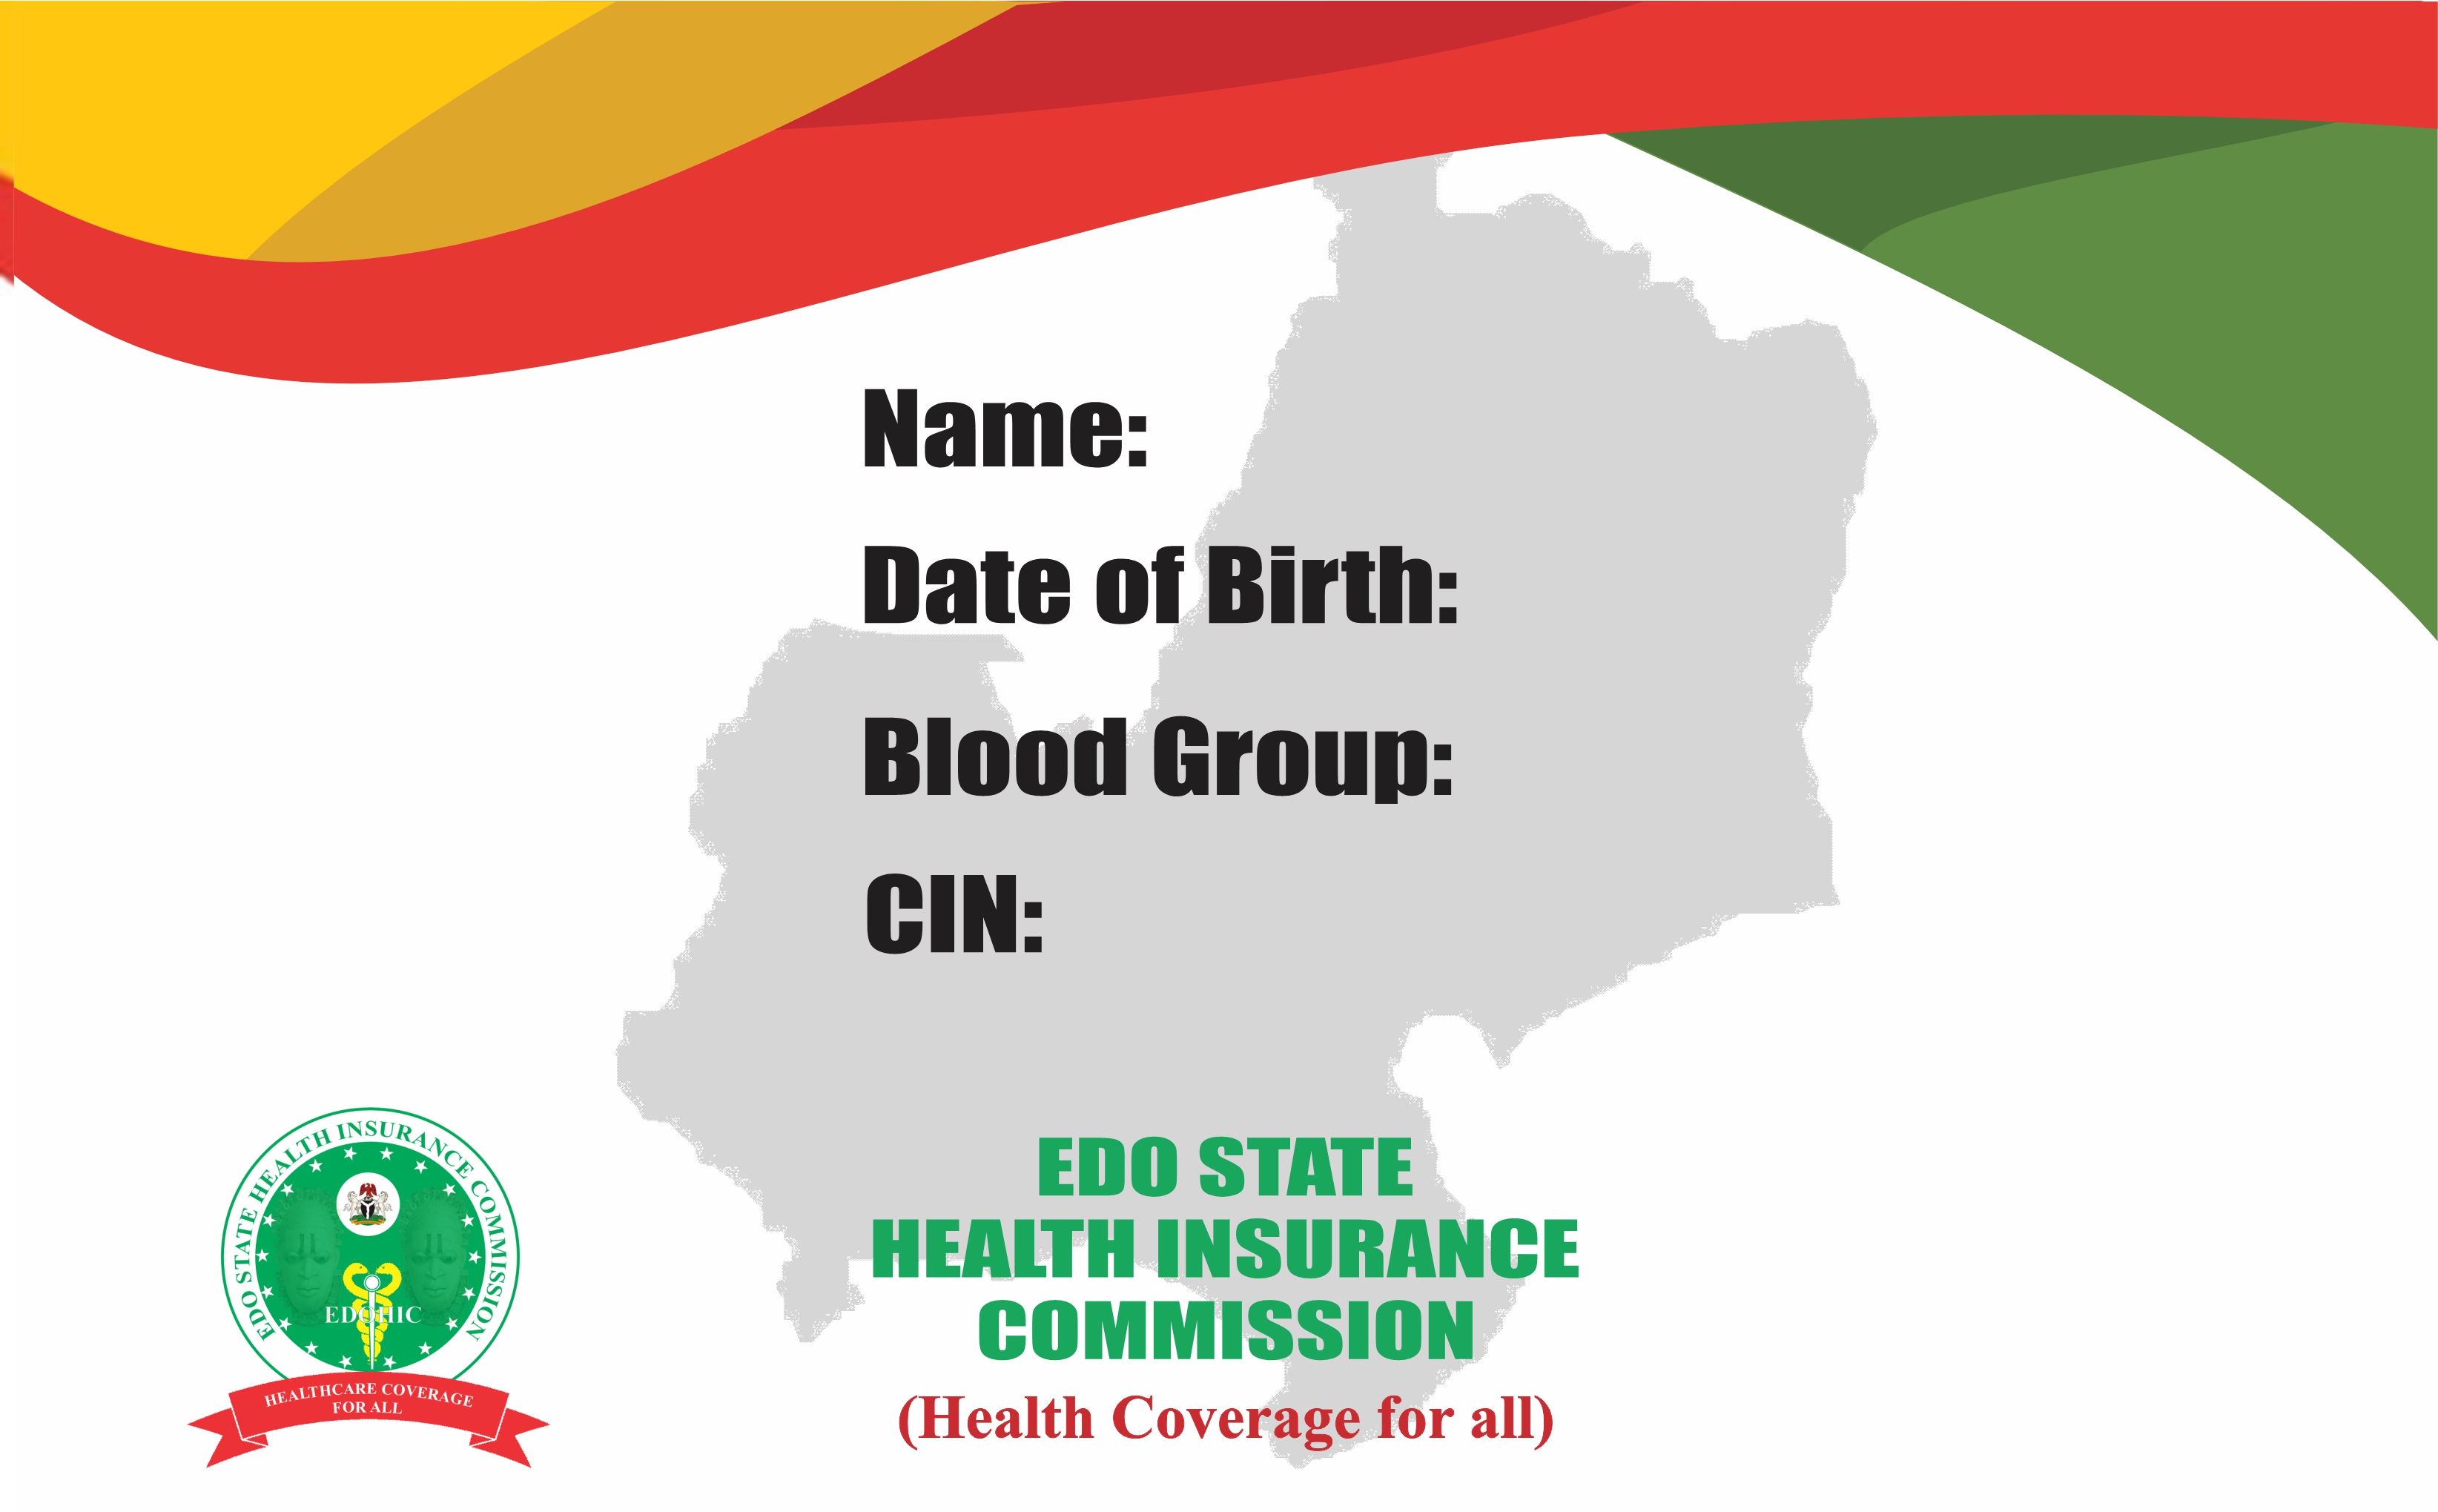 Name:
Date of Birth:
Blood Group:
CIN:
EDO STATE HEALTH INSURANCE COMMISSION
EDOHIC
HEALTHCARE COVERAGE
FOR ALL
EDO STATE
HEALTH INSURANCE
COMMISSION
(Health Coverage for all)